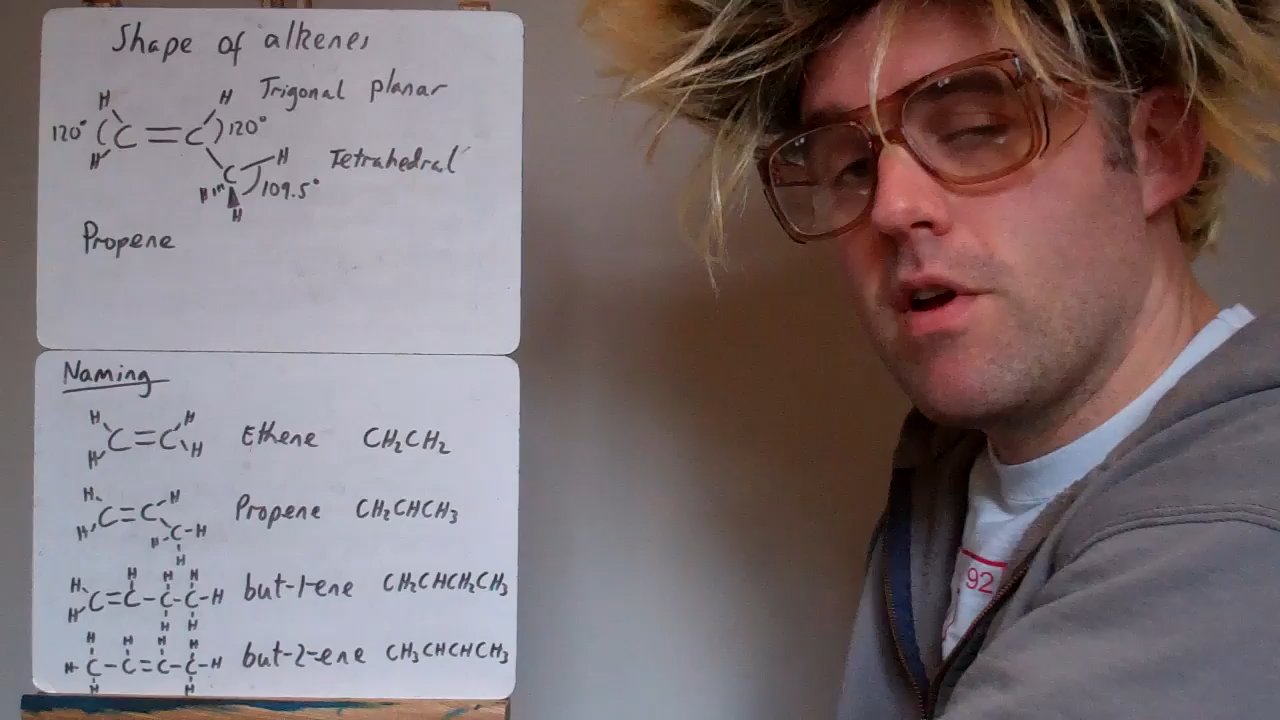 Shape of alkenes
H H Trigonal planar
120° C = C 120°
H C H Tetrahedral
H 109.5°
H
Propene
Naming
H H
C=C Ethene CH₂CH₂
H H
H H
C=C Propene CH₂CHCH₃
H C-H
H
H
H H H H
C=C-C-C-H but-1-ene CH₂CHCH₂CH₃
H H H
H H H H
H-C-C=C-C-H but-2-ene CH₃CHCHCH₃
H H
92